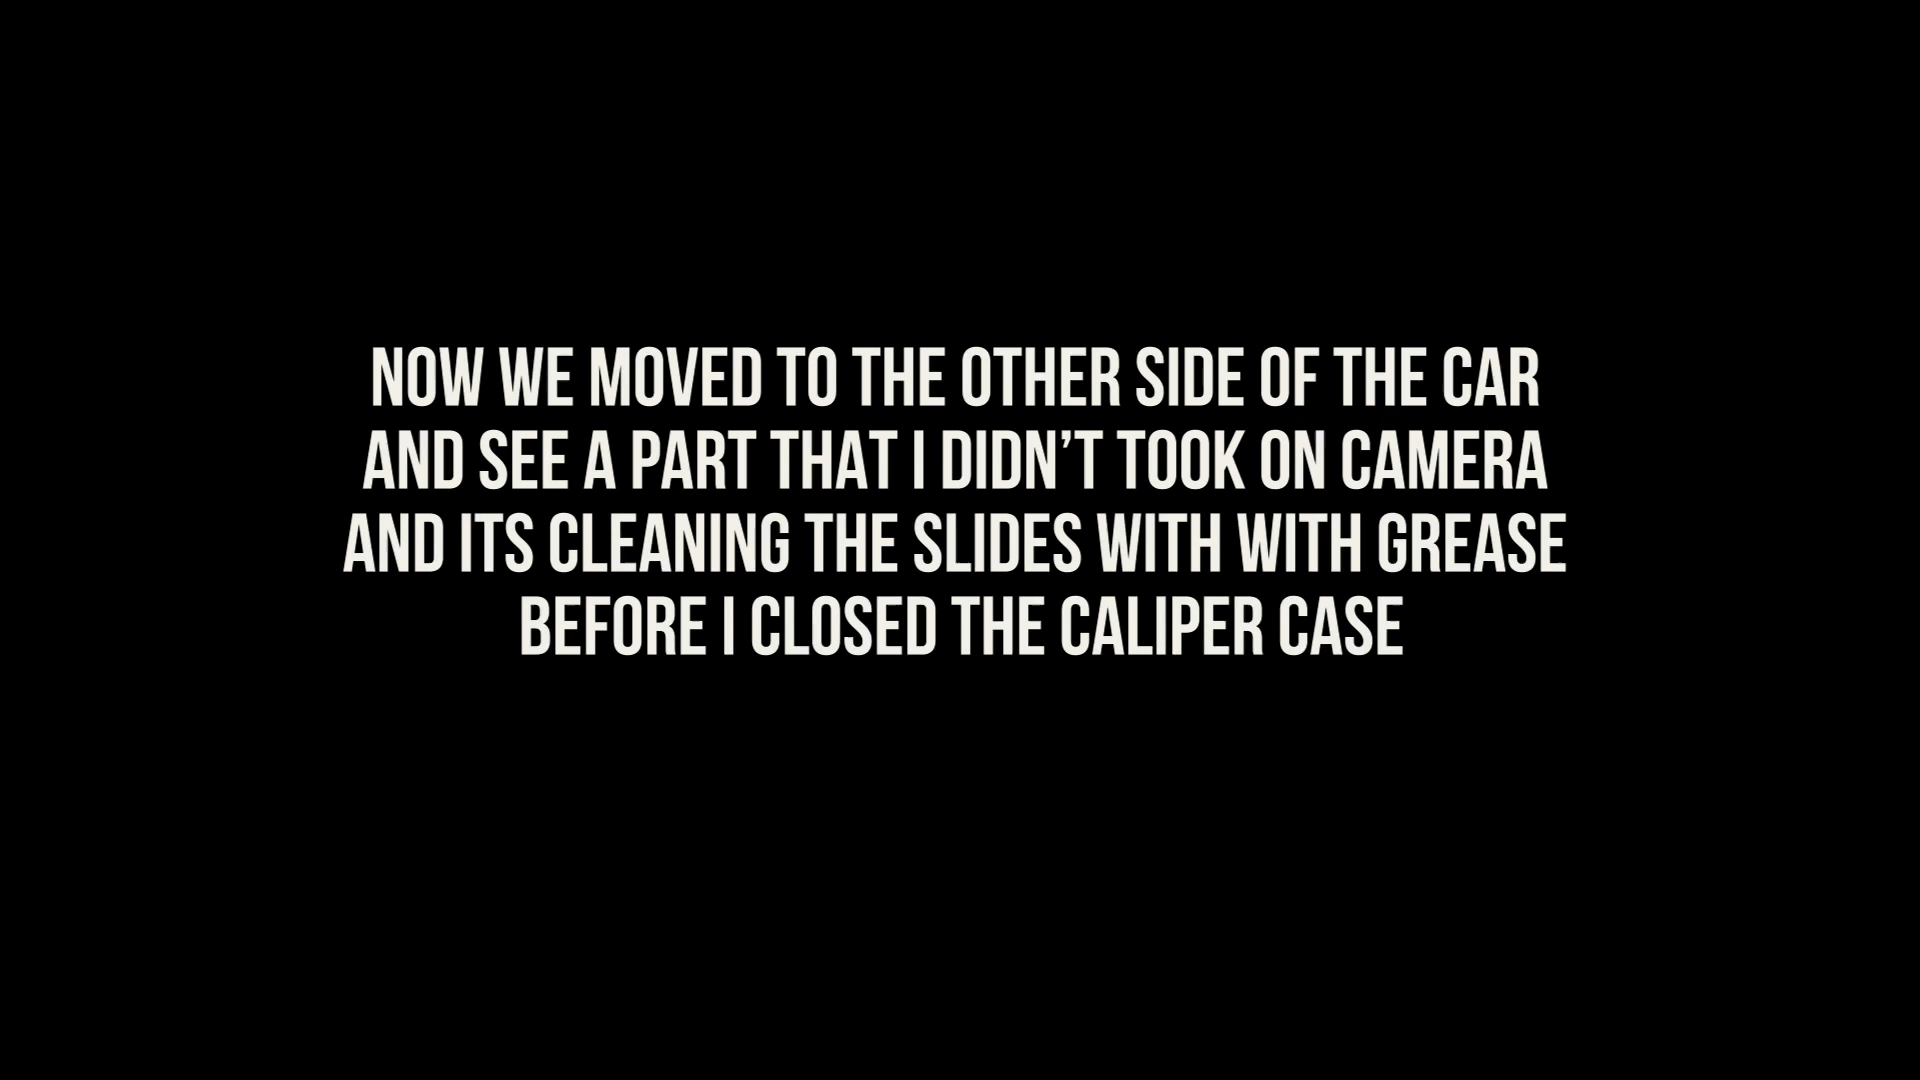 NOW WE MOVED TO THE OTHER SIDE OF THE CAR
AND SEE A PART THAT I DIDN’T TOOK ON CAMERA
AND ITS CLEANING THE SLIDES WITH WITH GREASE
BEFORE I CLOSED THE CALIPER CASE